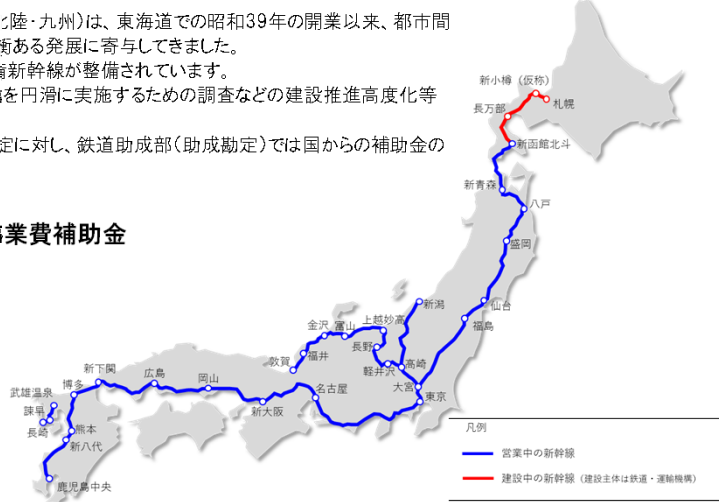 陸・九州)は、東海道での昭和39年の開業以来、都市間
衡ある発展に寄与してきました。
新幹線が整備されています。
を円滑に実施するための調査などの建設推進高度化等
定に対し、鉄道助成部(助成勘定)では国からの補助金の
業費補助金
新小樽(仮称)
札幌
長万部
新函館北斗
新青森
八戸
盛岡
仙台
福島
新潟
上越妙高
金沢
富山
長野
高崎
福井
敦賀
軽井沢
大宮
東京
名古屋
新大阪
岡山
広島
新下関
博多
武雄温泉
諫早
長崎
熊本
新八代
鹿児島中央
凡例
営業中の新幹線
建設中の新幹線(建設主体は鉄道・運輸機構)